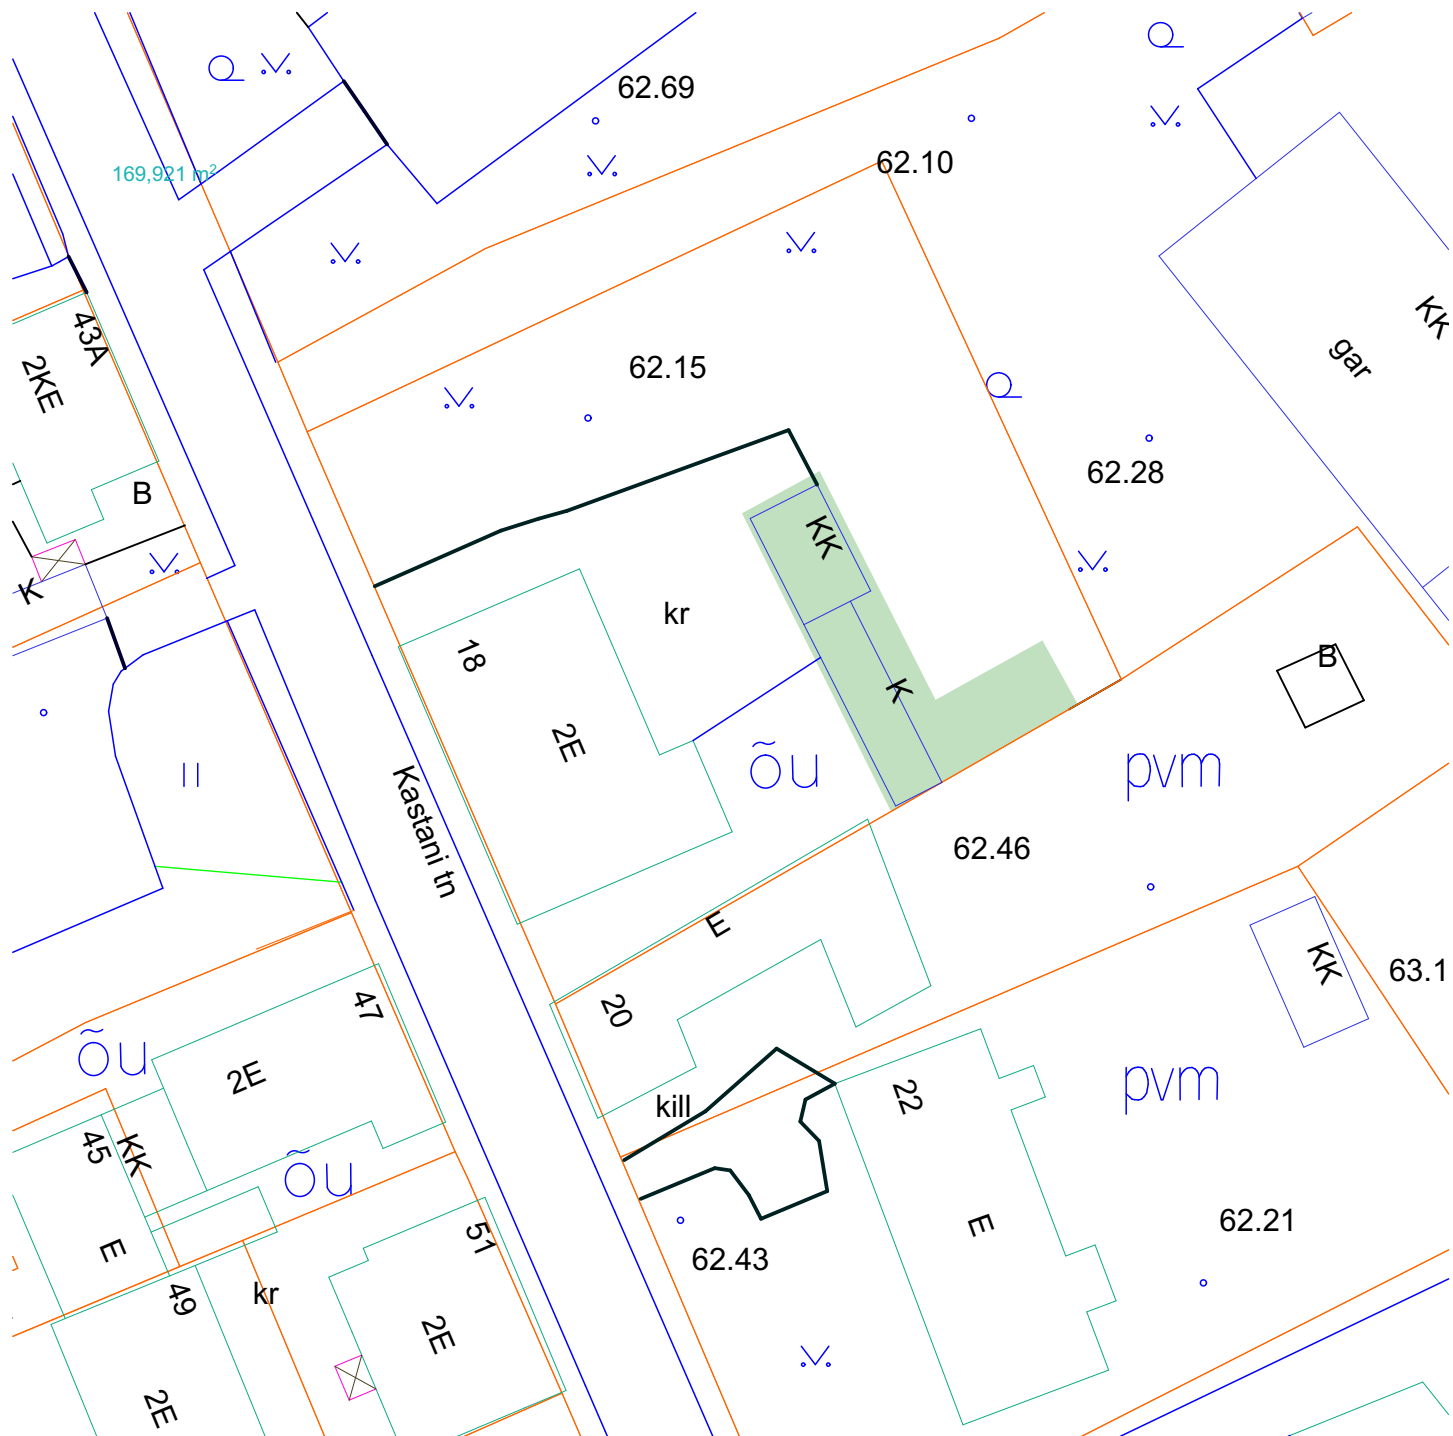 62.69
62.10
169,921 m²
43A
2KE
KK
gar
62.15
62.28
B
KK
K
kr
18
B
K
2E
õu
pvm
Kastani tn
62.46
E
KK
63.1
20
47
õu
2E
pvm
22
kill
45
KK
õu
62.21
E
51
E
62.43
49
kr
2E
2E